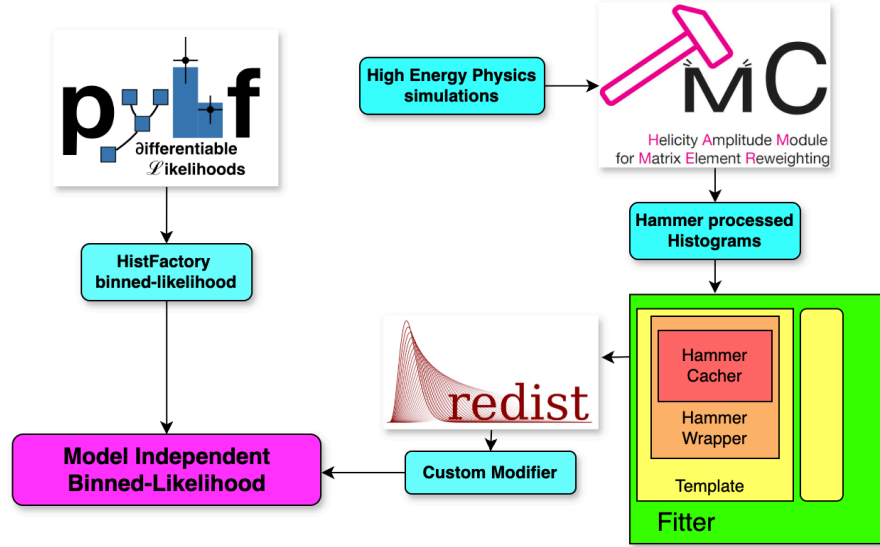 pyhf
∂ifferentiable
ℒikelihoods
High Energy Physics
simulations
MC
Helicity Amplitude Module
for Matrix Element Reweighting
HistFactory
binned-likelihood
Hammer processed
Histograms
redist
Hammer
Cacher
Hammer
Wrapper
Template
Fitter
Custom Modifier
Model Independent
Binned-Likelihood